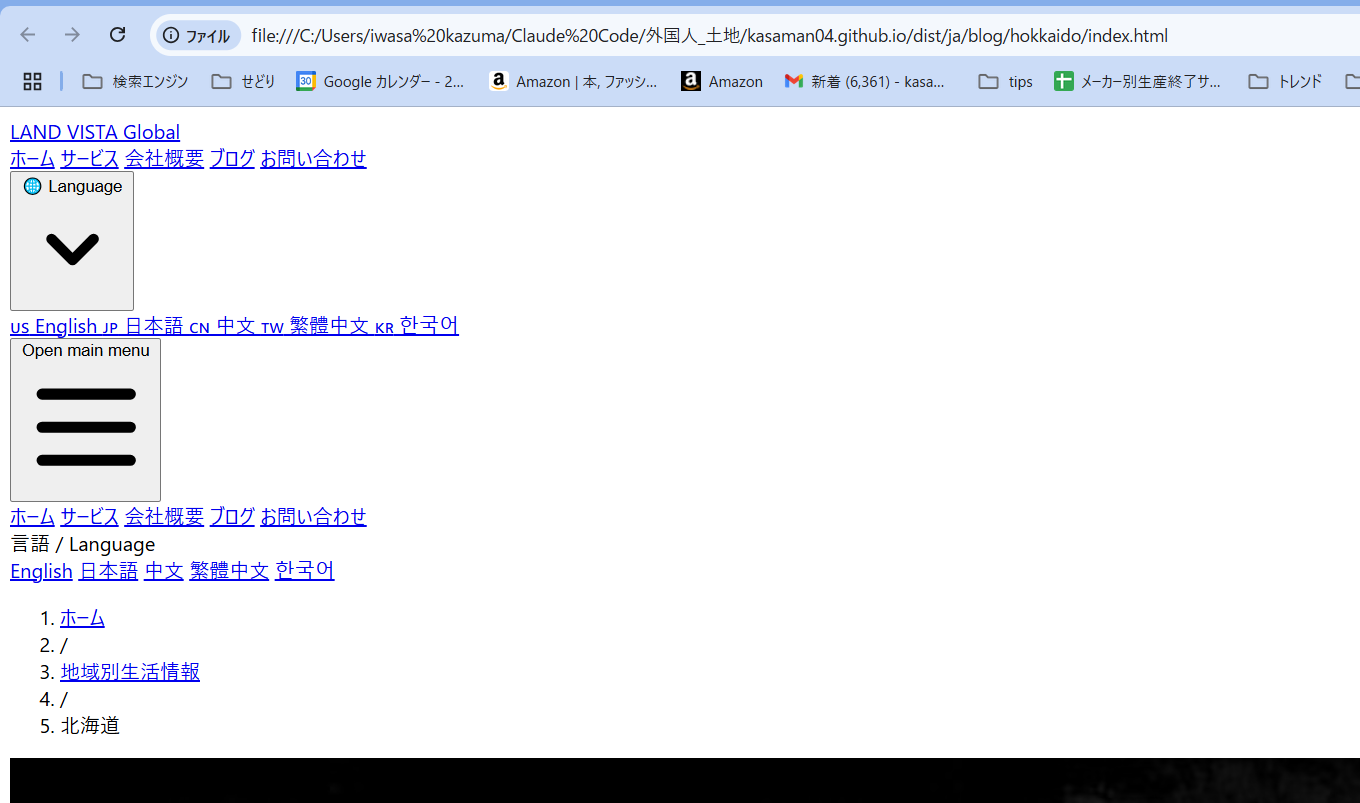 ファイル file:///C:/Users/iwasa%20kazuma/Claude%20Code/外国人_土地/kasaman04.github.io/dist/ja/blog/hokkaido/index.html
検索エンジン せどり 30 Google カレンダー - 2... a Amazon | 本, ファッシ... a Amazon 新着 (6,361) - kasa... tips メーカー別生産終了サ... トレンド
LAND VISTA Global
ホーム サービス 会社概要 ブログ お問い合わせ
🌐 Language
us English JP 日本語 CN 中文 TW 繁體中文 KR 한국어
Open main menu
ホーム サービス 会社概要 ブログ お問い合わせ
言語 / Language
English 日本語 中文 繁體中文 한국어
1. ホーム
2. /
3. 地域別生活情報
4. /
5. 北海道